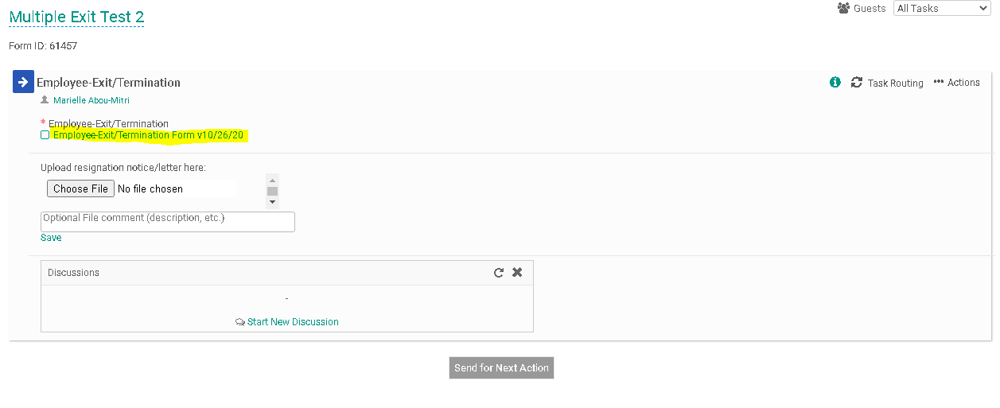 Multiple Exit Test 2
Guests All Tasks
Form ID: 61457
Employee-Exit/Termination
Task Routing ••• Actions
Marielle Abou-Mitri
* Employee-Exit/Termination
Employee-Exit/Termination Form v10/26/20
Upload resignation notice/letter here:
Choose File No file chosen
Optional File comment (description, etc.)
Save
Discussions
-
Start New Discussion
Send for Next Action